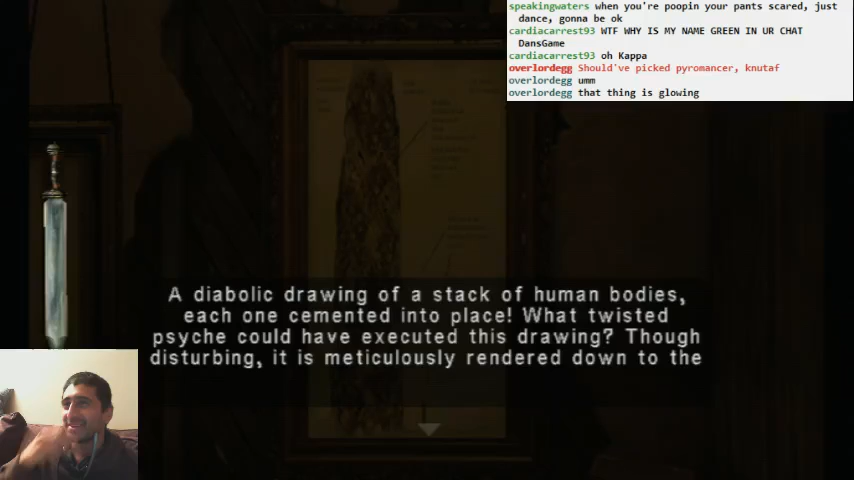 speakingwaters when you're poopin your pants scared, just
dance, gonna be ok
cardiacarrest93 WTF WHY IS MY NAME GREEN IN UR CHAT
DansGame
cardiacarrest93 oh Kappa
overlordegg Should've picked pyromancer, knutaf
overlordegg umm
overlordegg that thing is glowing
A diabolic drawing of a stack of human bodies,
each one cemented into place! What twisted
psyche could have executed this drawing? Though
disturbing, it is meticulously rendered down to the